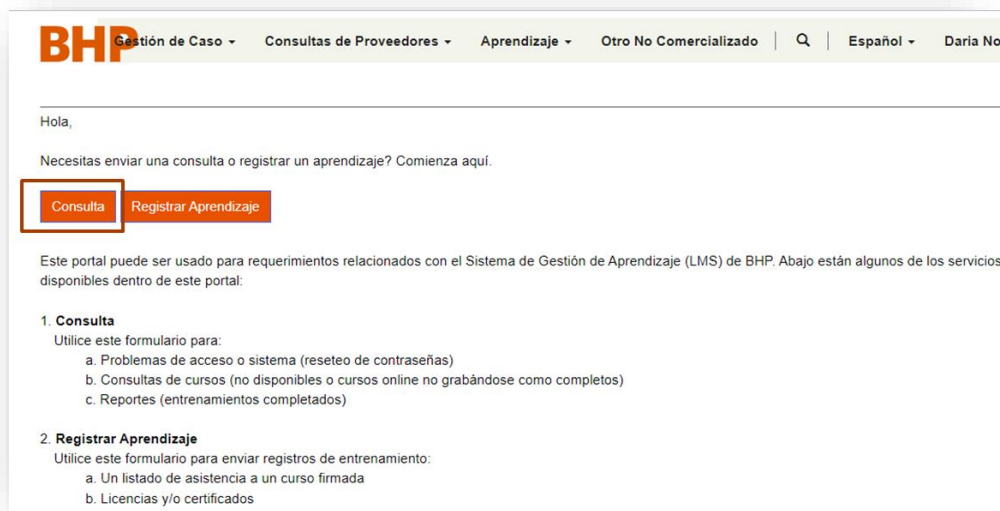 BHP
Gestión de Caso Consultas de Proveedores Aprendizaje Otro No Comercializado Español Daria No
Hola,
Necesitas enviar una consulta o registrar un aprendizaje? Comienza aquí.
Consulta Registrar Aprendizaje
Este portal puede ser usado para requerimientos relacionados con el Sistema de Gestión de Aprendizaje (LMS) de BHP. Abajo están algunos de los servicios
disponibles dentro de este portal:
1. Consulta
Utilice este formulario para:
a. Problemas de acceso o sistema (reseteo de contraseñas)
b. Consultas de cursos (no disponibles o cursos online no grabándose como completos)
c. Reportes (entrenamientos completados)
2. Registrar Aprendizaje
Utilice este formulario para enviar registros de entrenamiento:
a. Un listado de asistencia a un curso firmada
b. Licencias y/o certificados